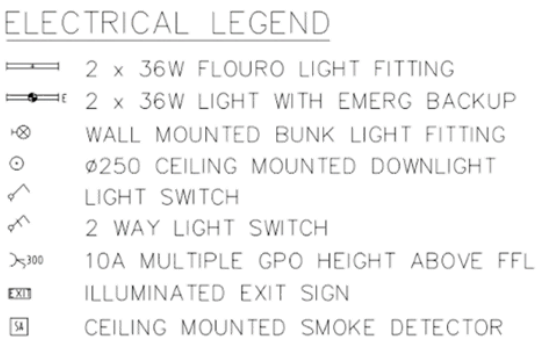 ELECTRICAL LEGEND
2 x 36W FLOURO LIGHT FITTING
E 2 x 36W LIGHT WITH EMERG BACKUP
WALL MOUNTED BUNK LIGHT FITTING
ø250 CEILING MOUNTED DOWNLIGHT
LIGHT SWITCH
2 WAY LIGHT SWITCH
300 10A MULTIPLE GPO HEIGHT ABOVE FFL
EXIT ILLUMINATED EXIT SIGN
SA CEILING MOUNTED SMOKE DETECTOR